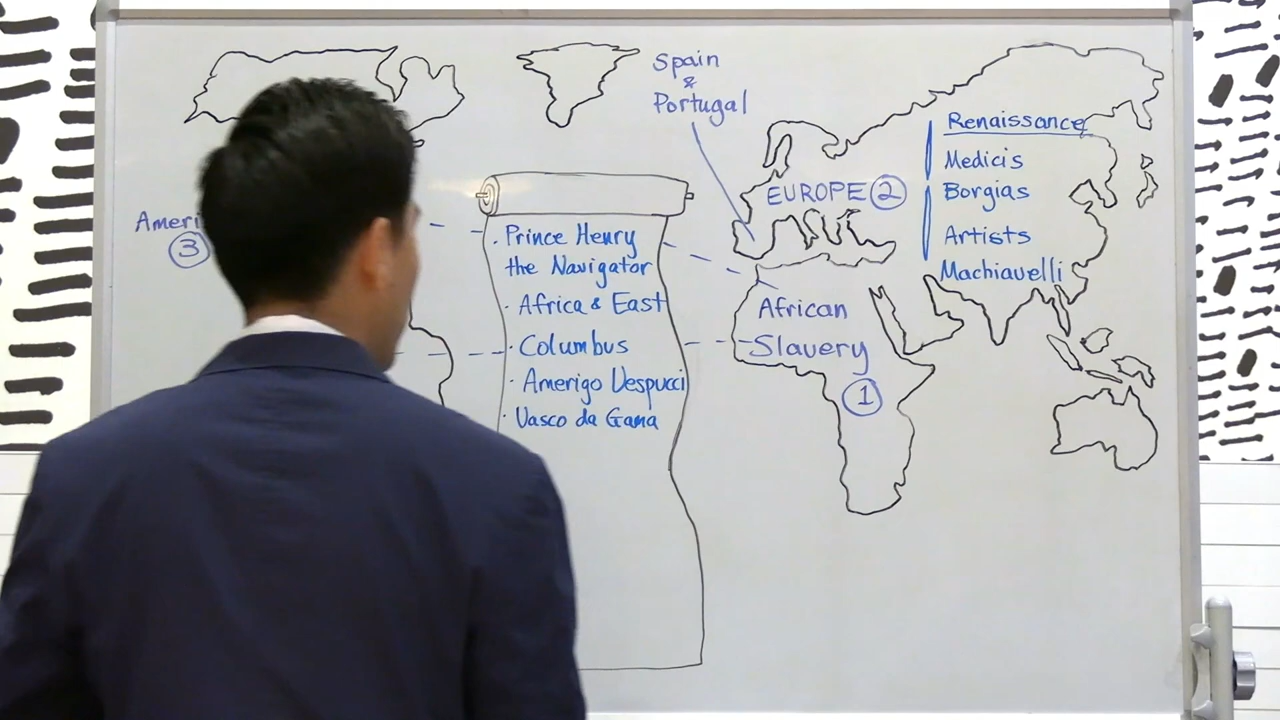 Spain
&
Portugal
Renaissance
Medicis
Borgias
Artists
Machiavelli
EUROPE 2
Ameri
3
· Prince Henry
the Navigator
· Africa & East
· Columbus
· Amerigo Vespucci
· Vasco da Gama
African
Slavery
1